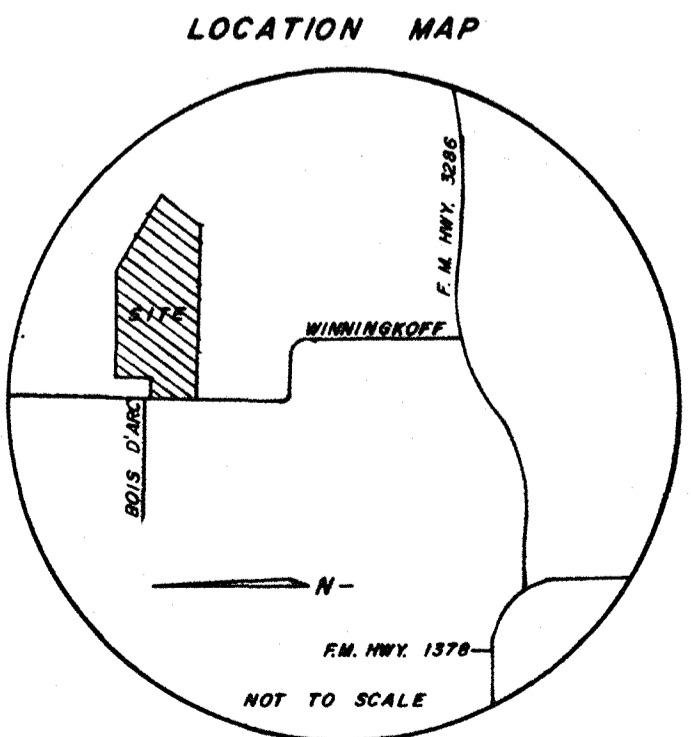 LOCATION MAP
F. M. HWY. 3286
SITE
WINNINGKOFF
BOIS D'ARC
N-
F.M. HWY. 1378
NOT TO SCALE